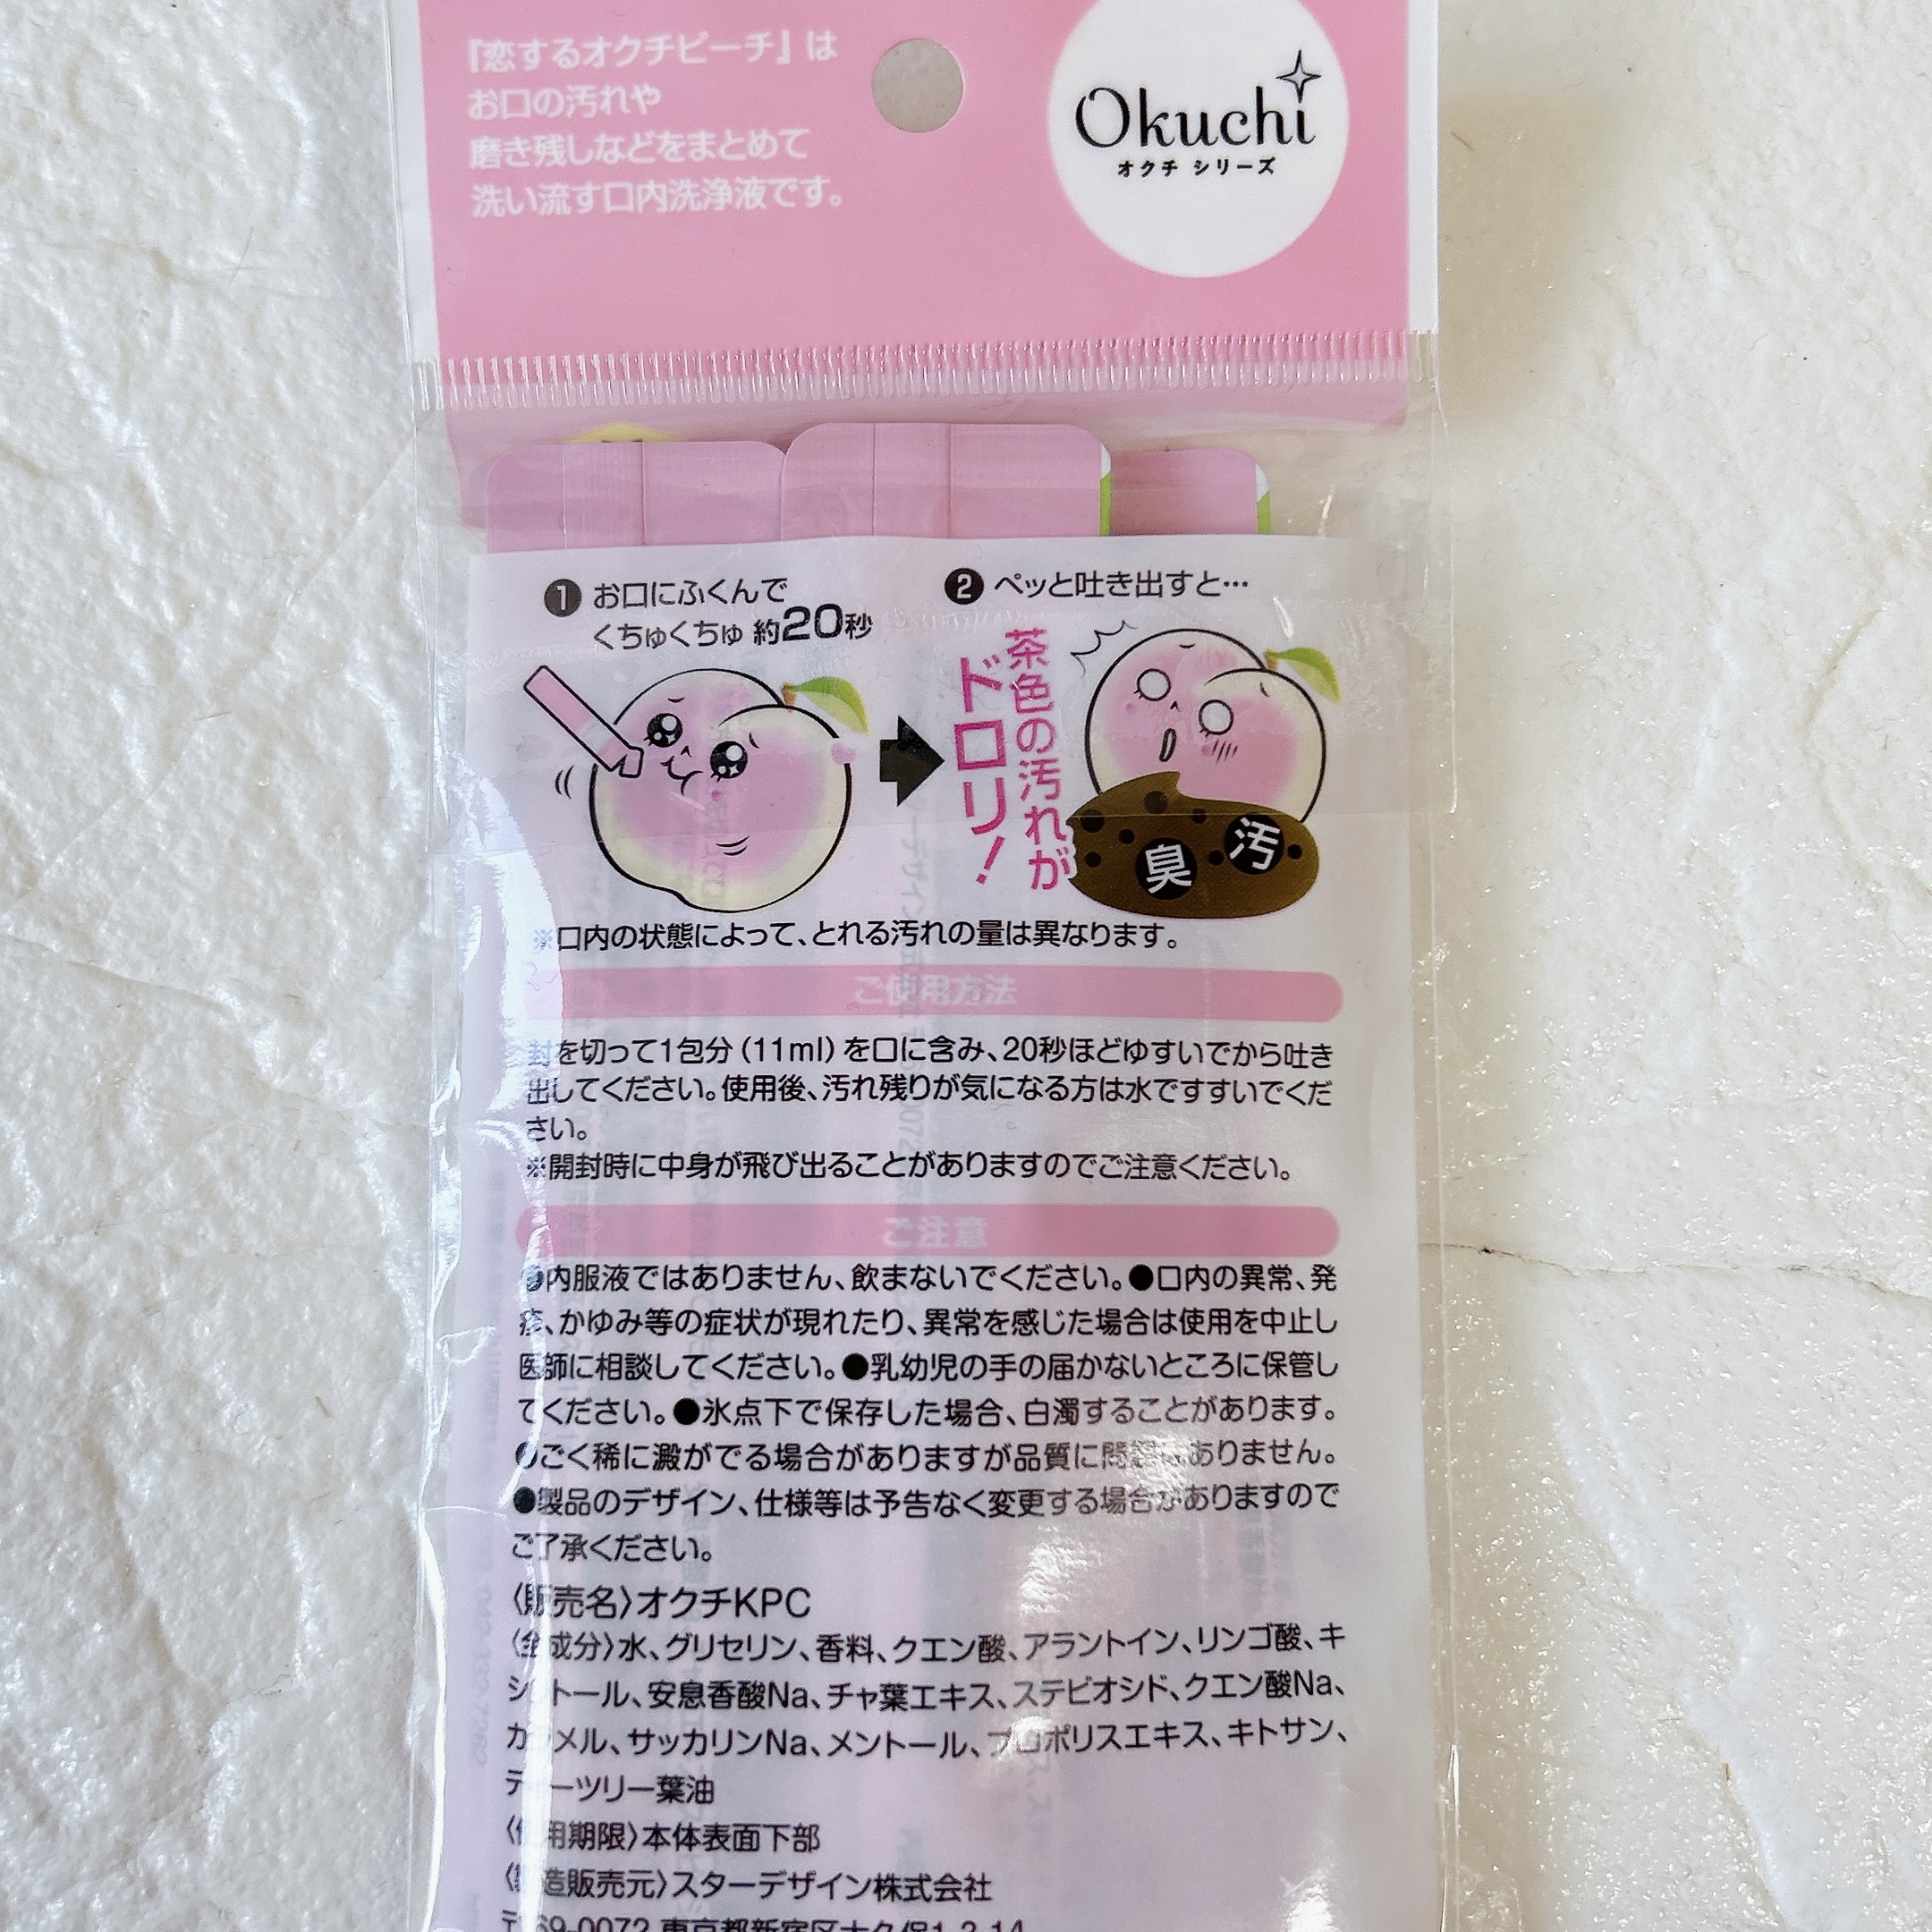 『恋するオクチピーチ』は
お口の汚れや
磨き残しなどをまとめて
洗い流す口内洗浄液です。
Okuchi
オクチ シリーズ
❶ お口にふくんで
くちゅくちゅ 約20秒
❷ ペッと吐き出すと…
茶色の汚れが
ドロリ!
臭
汚
※口内の状態によって、とれる汚れの量は異なります。
ご使用方法
封を切って1包分(11ml)を口に含み、20秒ほどゆすいでから吐き
出してください。使用後、汚れ残りが気になる方は水ですすいでくだ
さい。
※開封時に中身が飛び出ることがありますのでご注意ください。
ご注意
●内服液ではありません、飲まないでください。●口内の異常、発
疹、かゆみ等の症状が現れたり、異常を感じた場合は使用を中止し
医師に相談してください。●乳幼児の手の届かないところに保管し
てください。●氷点下で保存した場合、白濁することがあります。
●ごく稀に澱がでる場合がありますが品質に問題はありません。
●製品のデザイン、仕様等は予告なく変更する場合がありますので
ご了承ください。
〈販売名〉オクチKPC
〈全成分〉水、グリセリン、香料、クエン酸、アラントイン、リンゴ酸、キ
シリトール、安息香酸Na、チャ葉エキス、ステビオシド、クエン酸Na、
カラメル、サッカリンNa、メントール、プロポリスエキス、キトサン、
ティーツリー葉油
〈使用期限〉本体表面下部
〈製造販売元〉スターデザイン株式会社
〒169-0072 東京都新宿区大久保1-3-14